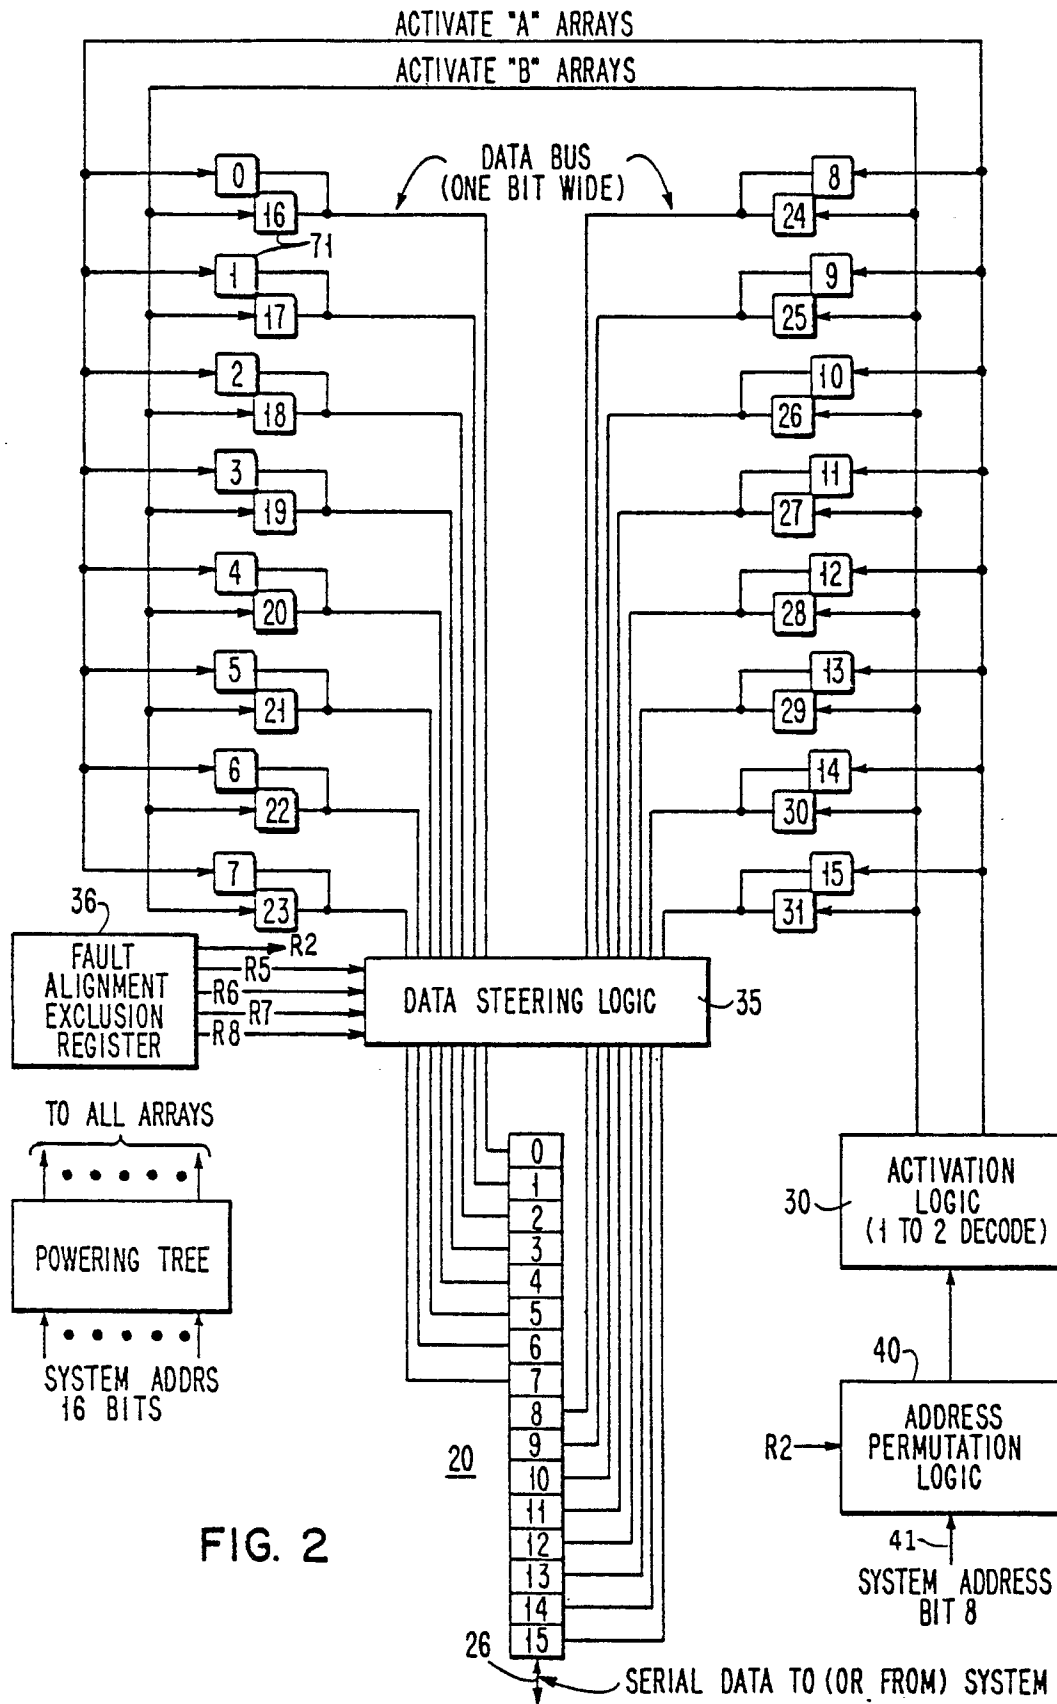 ACTIVATE "A" ARRAYS
ACTIVATE "B" ARRAYS
DATA BUS
(ONE BIT WIDE)
0
16
71
1
17
2
18
3
19
4
20
5
21
6
22
7
23
8
24
9
25
10
26
11
27
12
28
13
29
14
30
15
31
36
FAULT
ALIGNMENT
EXCLUSION
REGISTER
R2
R5
R6
R7
R8
DATA STEERING LOGIC
35
TO ALL ARRAYS
POWERING TREE
SYSTEM ADDRS
16 BITS
0
1
2
3
4
5
6
7
8
9
10
11
12
13
14
15
20
26
SERIAL DATA TO (OR FROM) SYSTEM
30
ACTIVATION
LOGIC
(1 TO 2 DECODE)
40
R2
ADDRESS
PERMUTATION
LOGIC
41
SYSTEM ADDRESS
BIT 8
FIG. 2